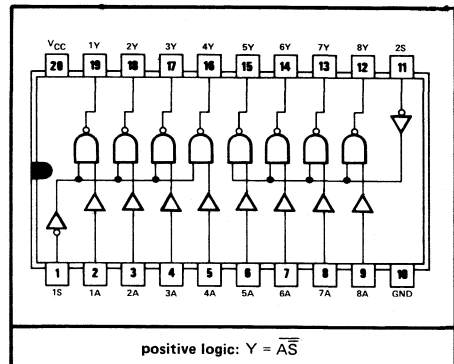 VCC 1Y 2Y 3Y 4Y 5Y 6Y 7Y 8Y 2S
20 19 18 17 16 15 14 13 12 11
1 2 3 4 5 6 7 8 9 10
1S 1A 2A 3A 4A 5A 6A 7A 8A GND
positive logic: Y = A̅S̿